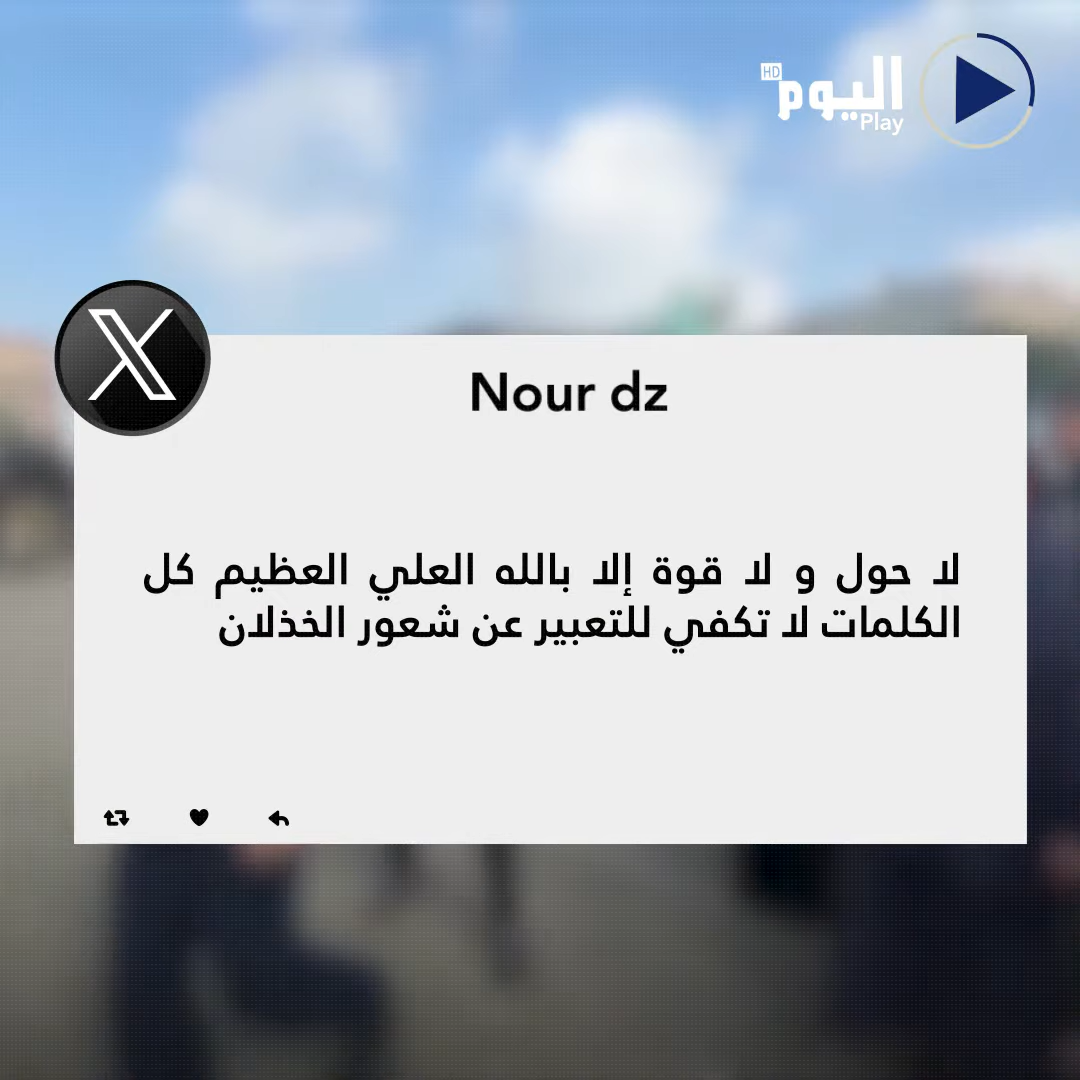 HD
اليوم
Play
X
Nour dz
لا حول و لا قوة إلا بالله العلي العظيم كل
الكلمات لا تكفي للتعبير عن شعور الخذلان